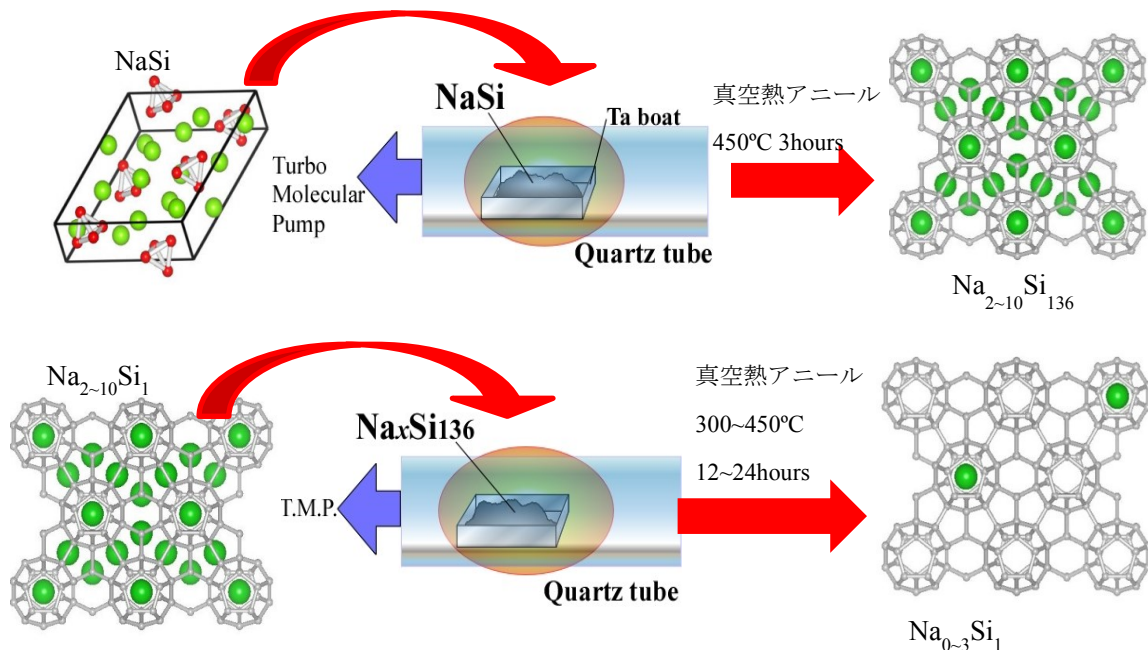 NaSi
NaSi
Ta boat
Turbo
Molecular
Pump
Quartz tube
真空熱アニール
450ºC 3hours
Na2~10Si136
Na2~10Si1
NaxSi136
T.M.P.
Quartz tube
真空熱アニール
300~450ºC
12~24hours
Na0~3Si1